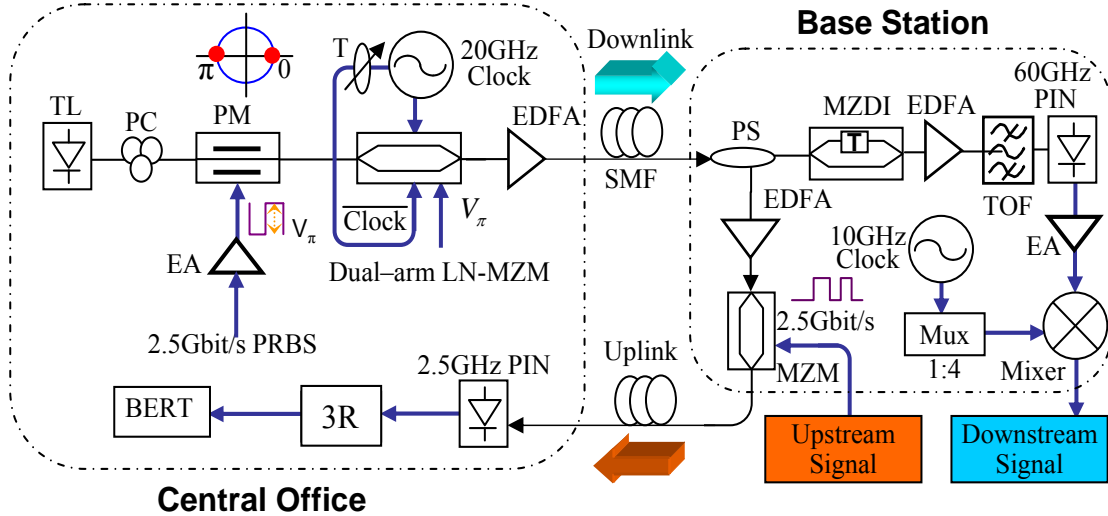 Base Station
Downlink
T
20GHz
Clock
π
0
60GHz
PIN
TL
PC
PM
EDFA
PS
MZDI
EDFA
T
SMF
TOF
Clock
Vπ
Vπ
EDFA
EA
EA
10GHz
Clock
Dual–arm LN-MZM
2.5Gbit/s PRBS
2.5Gbit/s
Mux
1:4
Mixer
MZM
Uplink
2.5GHz PIN
BERT
3R
Upstream
Signal
Downstream
Signal
Central Office